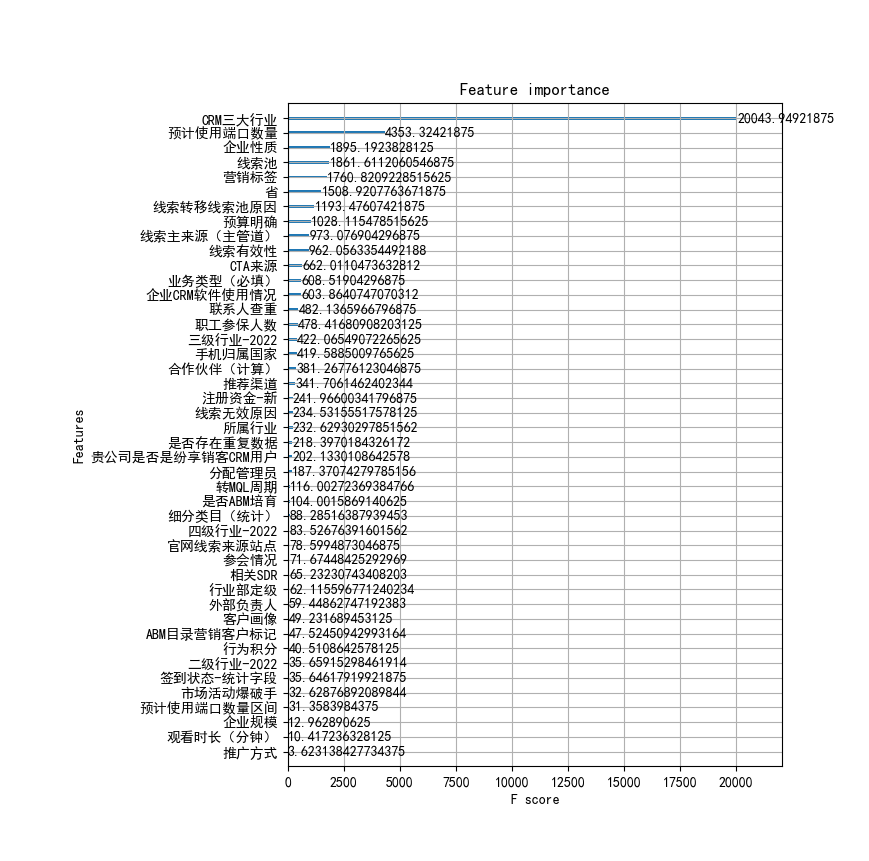 Feature importance
CRM三大行业 20043.94921875
预计使用端口数量 4353.32421875
企业性质 1895.1923828125
线索池 1861.6112060546875
营销标签 1760.8209228515625
省 1508.9207763671875
线索转移线索池原因 1193.47607421875
预算明确 1028.115478515625
线索主来源（主管道） 973.076904296875
线索有效性 962.0563354492188
CTA来源 662.0110473632812
业务类型（必填） 608.51904296875
企业CRM软件使用情况 603.8640747070312
联系人查重 482.1365966796875
职工参保人数 478.41680908203125
三级行业-2022 422.06549072265625
手机归属国家 419.5885009765625
合作伙伴（计算） 381.26776123046875
推荐渠道 341.7061462402344
注册资金-新 241.96600341796875
线索无效原因 234.53155517578125
所属行业 232.62930297851562
是否存在重复数据 218.3970184326172
贵公司是否是纷享销客CRM用户 202.1330108642578
分配管理员 187.37074279785156
转MQL周期 116.00272369384766
是否ABM培育 104.0015869140625
细分类目（统计） 88.28516387939453
四级行业-2022 83.52676391601562
官网线索来源站点 78.5994873046875
参会情况 71.67448425292969
相关SDR 65.23230743408203
行业部定级 62.115596771240234
外部负责人 59.44862747192383
客户画像 49.231689453125
ABM目录营销客户标记 47.52450942993164
行为积分 40.5108642578125
二级行业-2022 35.65915298461914
签到状态-统计字段 35.64617919921875
市场活动爆破手 32.62876892089844
预计使用端口数量区间 31.3583984375
企业规模 12.962890625
观看时长（分钟） 10.417236328125
推广方式 3.623138427734375
Features
0 2500 5000 7500 10000 12500 15000 17500 20000
F score